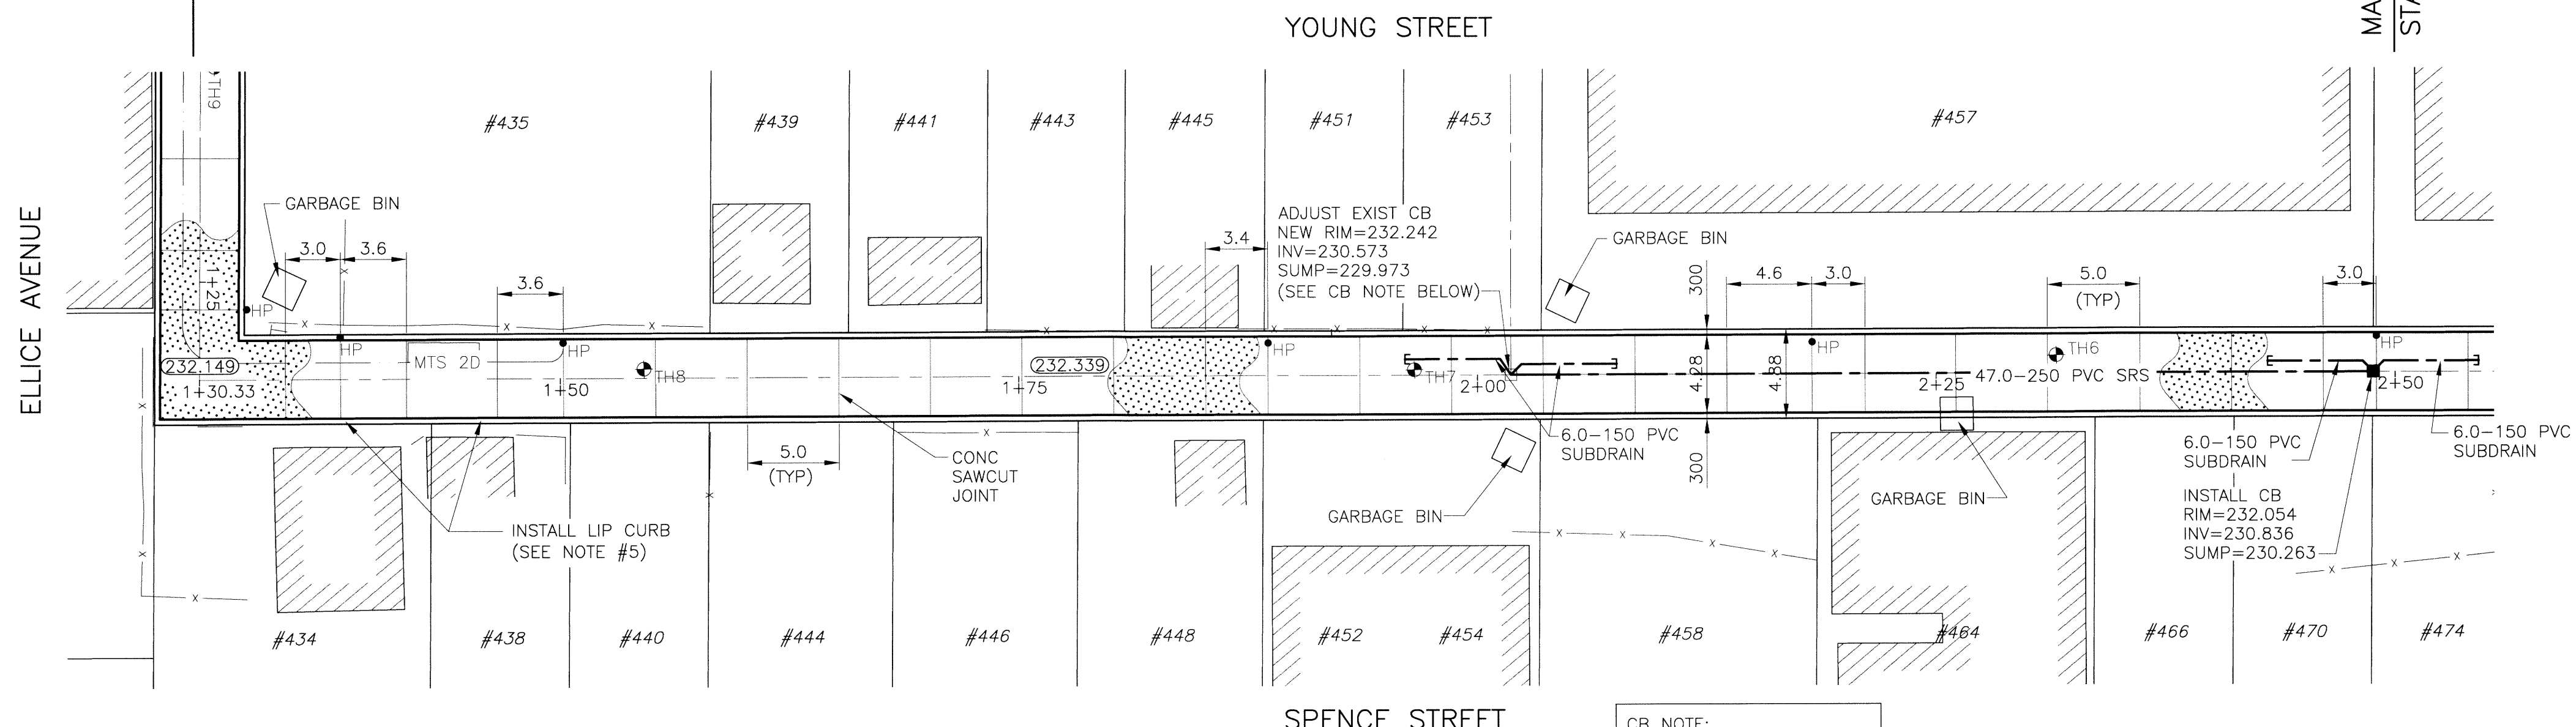 YOUNG STREET
MA
STA
ELLICE AVENUE
TH9
#435
#439
#441
#443
#445
#451
#453
#457
GARBAGE BIN
3.0
3.6
1+25
HP
3.6
3.4
ADJUST EXIST CB
NEW RIM=232.242
INV=230.573
SUMP=229.973
(SEE CB NOTE BELOW)
GARBAGE BIN
300
4.6
3.0
5.0
(TYP)
3.0
HP
MTS 2D
HP
TH8
232.149
1+30.33
1+50
1+75
232.339
HP
TH7
2+00
4.28
4.88
HP
2+25
TH6
47.0-250 PVC SRS
HP
2+50
5.0
(TYP)
CONC
SAWCUT
JOINT
INSTALL LIP CURB
(SEE NOTE #5)
6.0-150 PVC
SUBDRAIN
300
GARBAGE BIN
GARBAGE BIN
6.0-150 PVC
SUBDRAIN
6.0-150 PVC
SUBDRAIN
INSTALL CB
RIM=232.054
INV=230.836
SUMP=230.263
#434
#438
#440
#444
#446
#448
#452
#454
#458
#464
#466
#470
#474
SPENCE STREET
CB NOTE: